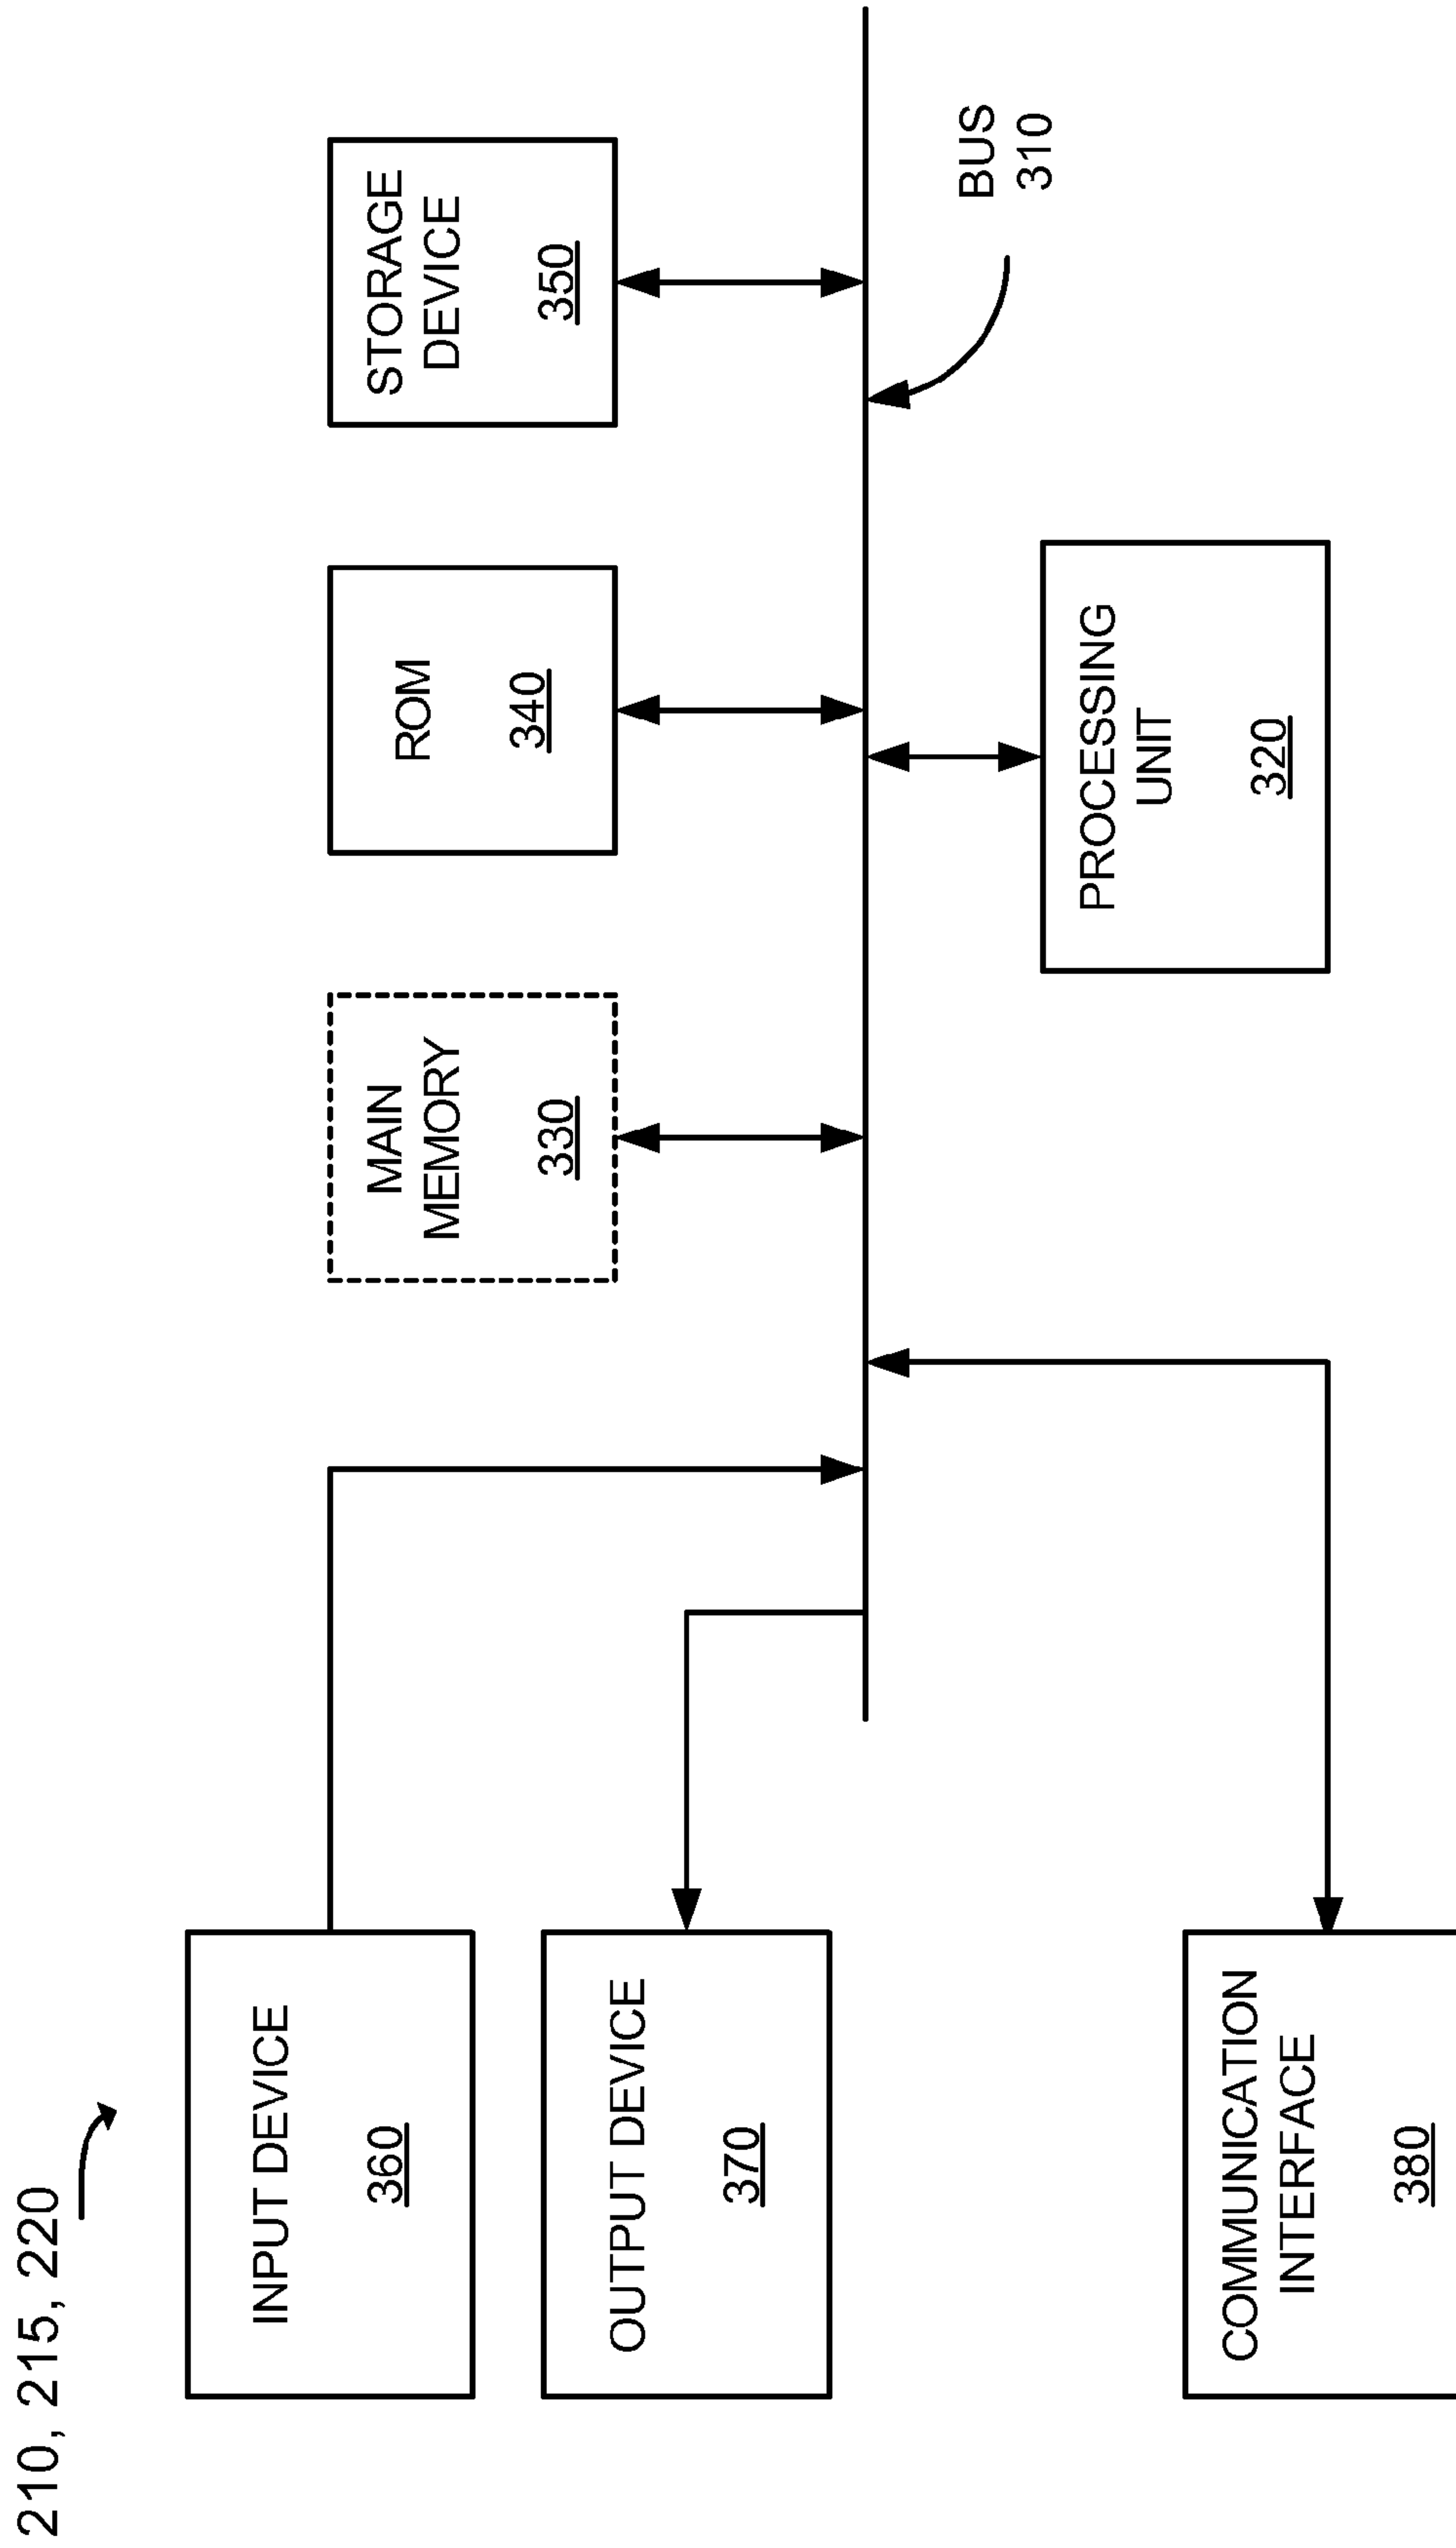 210, 215, 220
INPUT DEVICE
360
OUTPUT DEVICE
370
COMMUNICATION
INTERFACE
380
MAIN
MEMORY
330
ROM
340
STORAGE
DEVICE
350
PROCESSING
UNIT
320
BUS
310